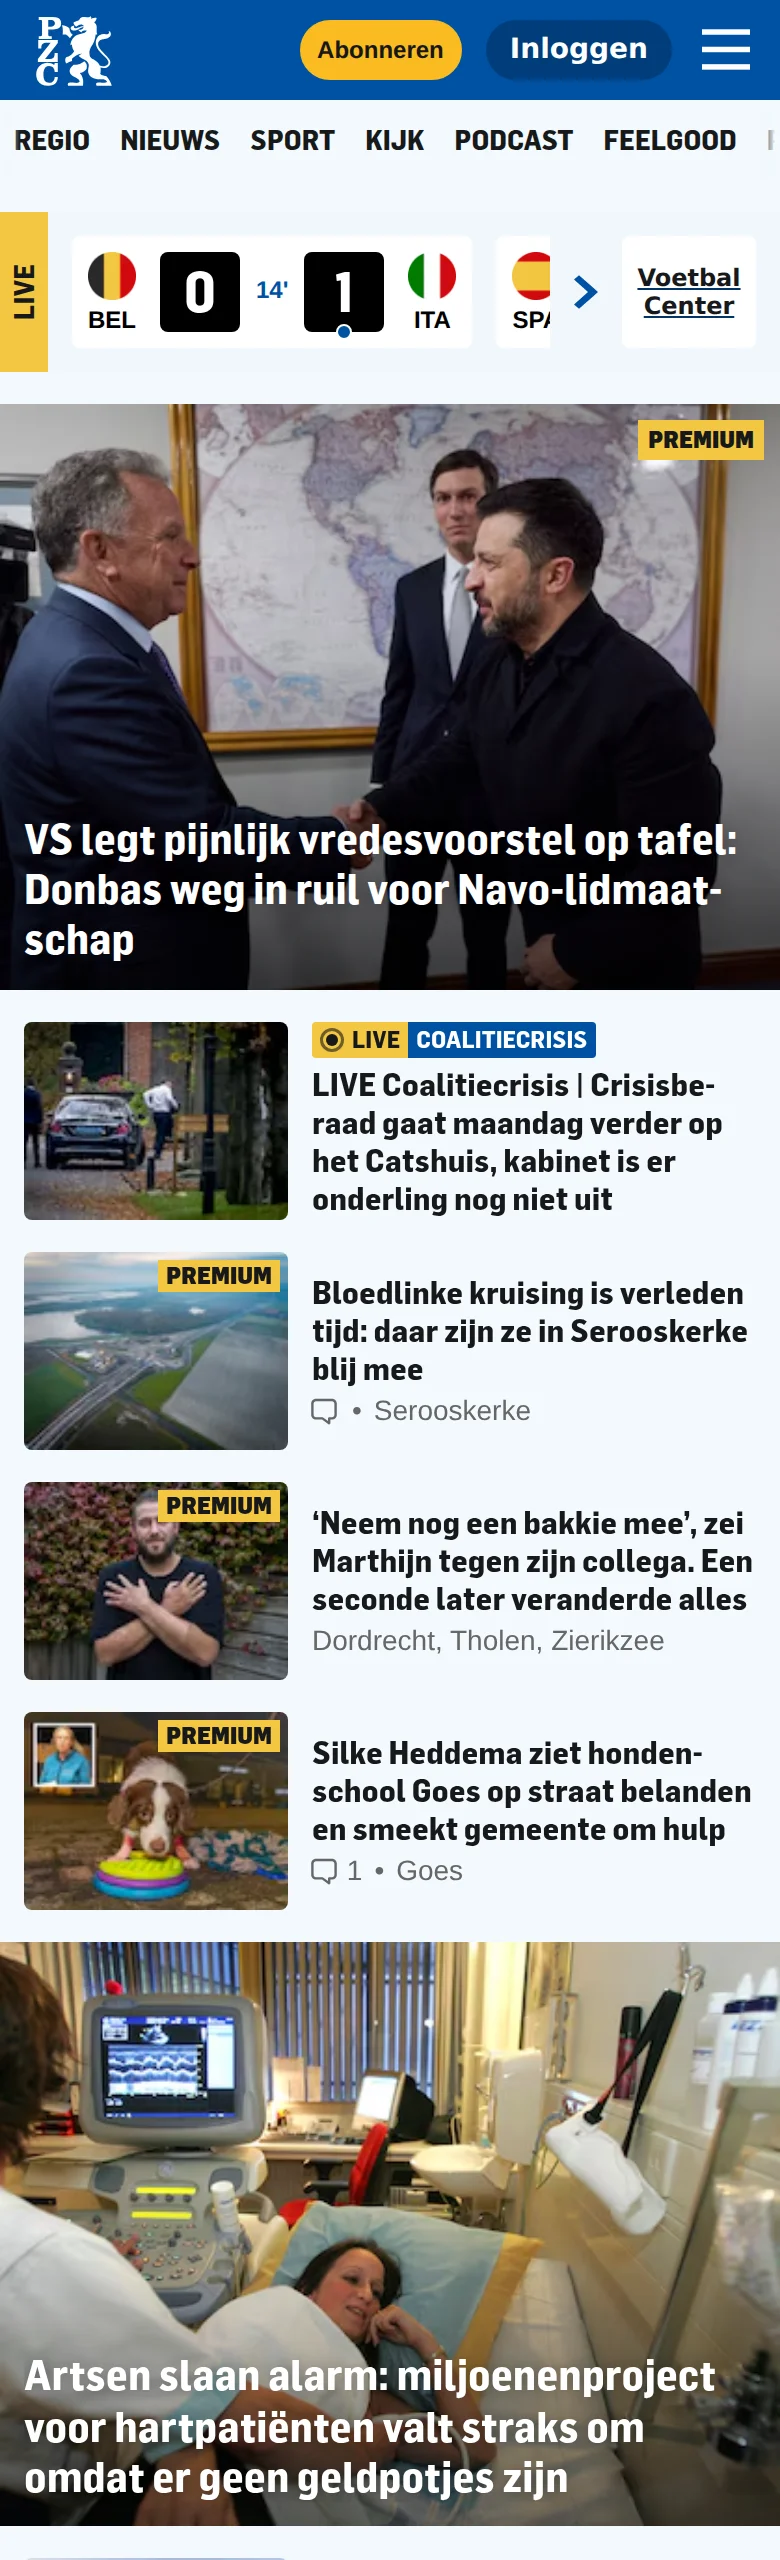 PZC
Abonneren
Inloggen
REGIO NIEUWS SPORT KIJK PODCAST FEELGOOD
LIVE
BEL 0 14' 1 ITA
SPA
Voetbal
Center
PREMIUM
VS legt pijnlijk vredesvoorstel op tafel:
Donbas weg in ruil voor Navo-lidmaat-
schap
LIVE COALITIECRISIS
LIVE Coalitiecrisis | Crisisbe-
raad gaat maandag verder op
het Catshuis, kabinet is er
onderling nog niet uit
PREMIUM
Bloedlinke kruising is verleden
tijd: daar zijn ze in Serooskerke
blij mee
• Serooskerke
PREMIUM
‘Neem nog een bakkie mee’, zei
Marthijn tegen zijn collega. Een
seconde later veranderde alles
Dordrecht, Tholen, Zierikzee
PREMIUM
Silke Heddema ziet honden-
school Goes op straat belanden
en smeekt gemeente om hulp
1 • Goes
Artsen slaan alarm: miljoenenproject
voor hartpatiënten valt straks om
omdat er geen geldpotjes zijn